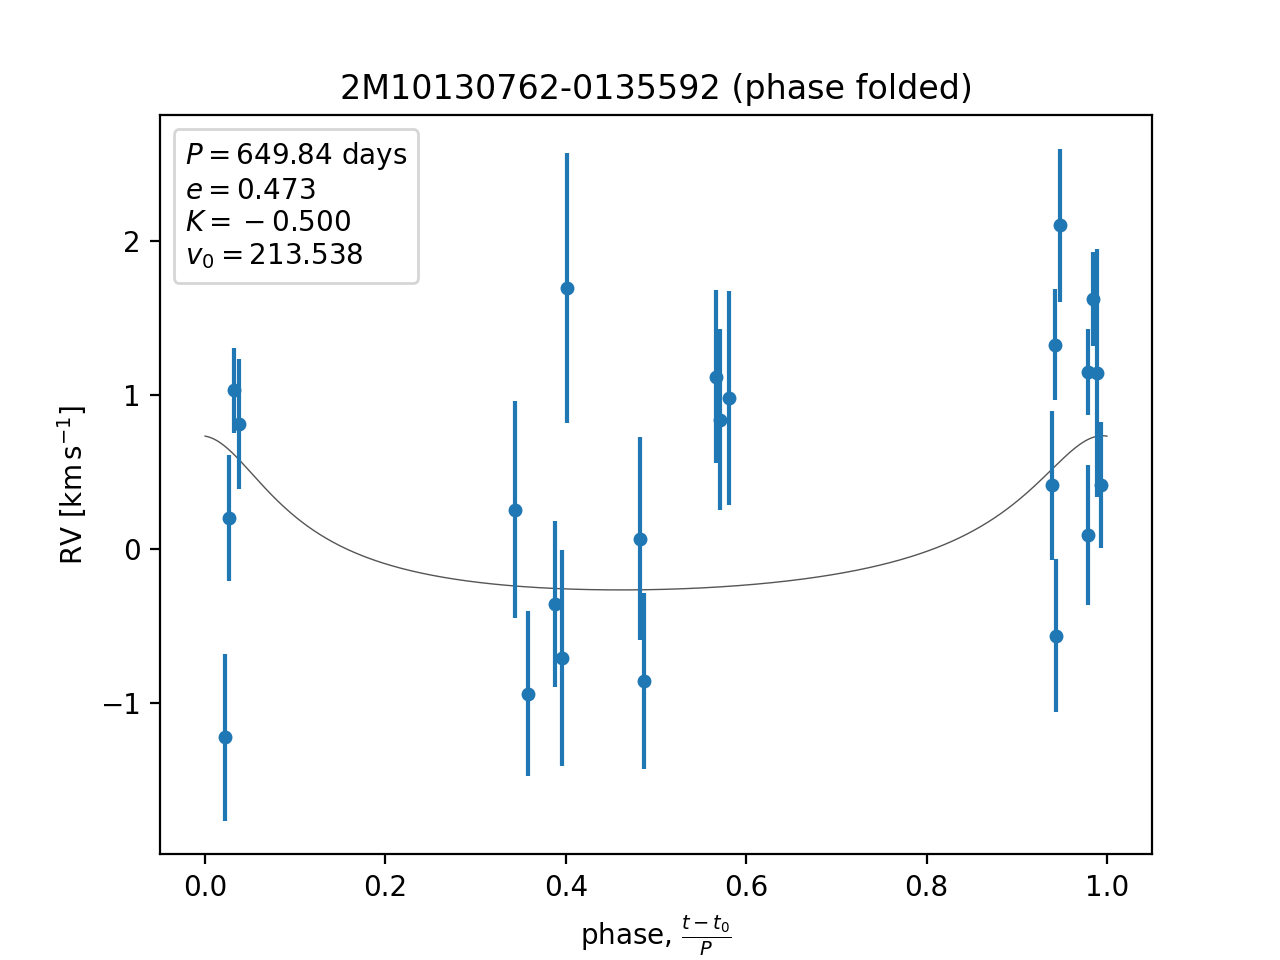 2M10130762-0135592 (phase folded)
P = 649.84 days
e = 0.473
K = −0.500
v₀ = 213.538
2
1
0
−1
RV [km s⁻¹]
0.0 0.2 0.4 0.6 0.8 1.0
phase, (t − t₀)/P